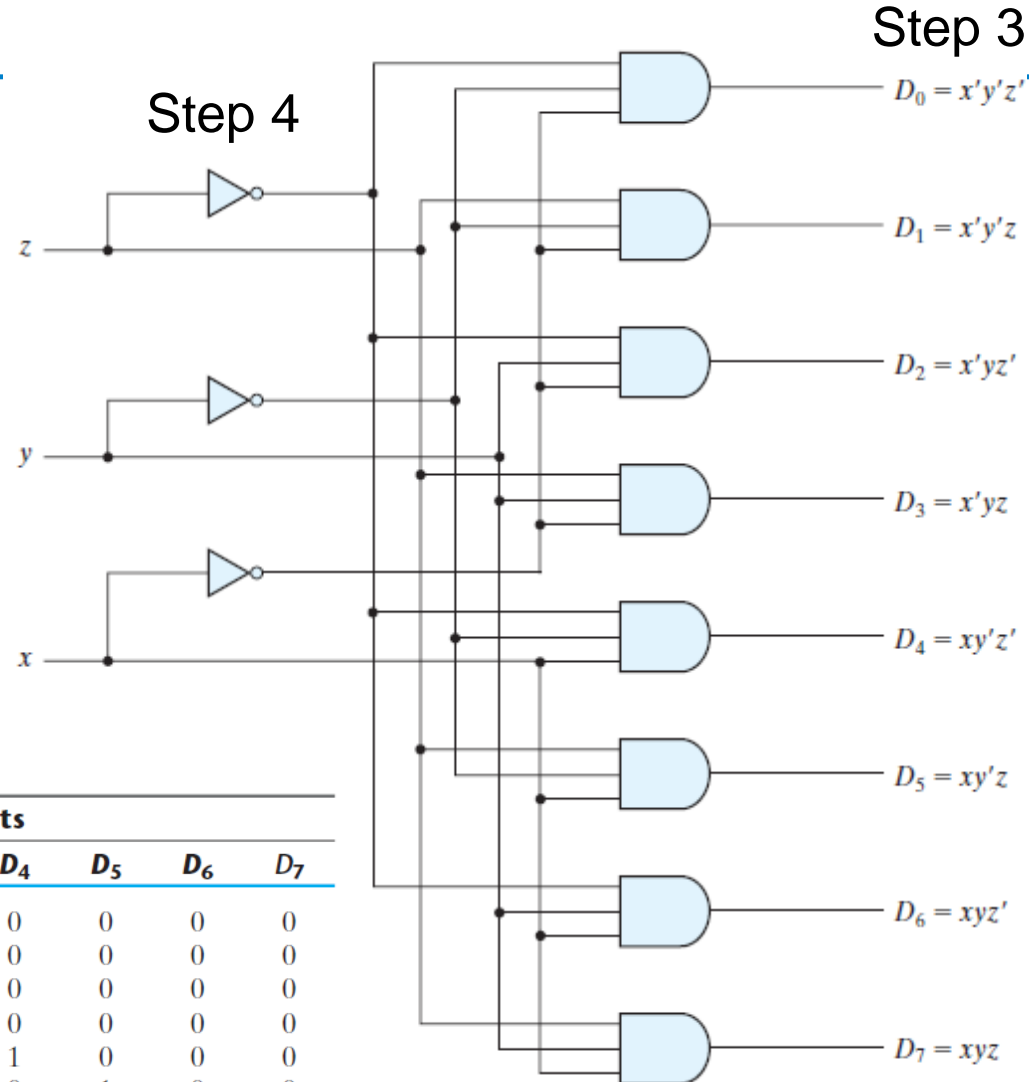 Step 3
D₀ = x'y'z'
Step 4
D₁ = x'y'z
z
D₂ = x'yz'
y
D₃ = x'yz
D₄ = xy'z'
x
D₅ = xy'z
ts
D₄ D₅ D₆ D₇
D₆ = xyz'
0 0 0 0
0 0 0 0
0 0 0 0
0 0 0 0
1 0 0 0
D₇ = xyz